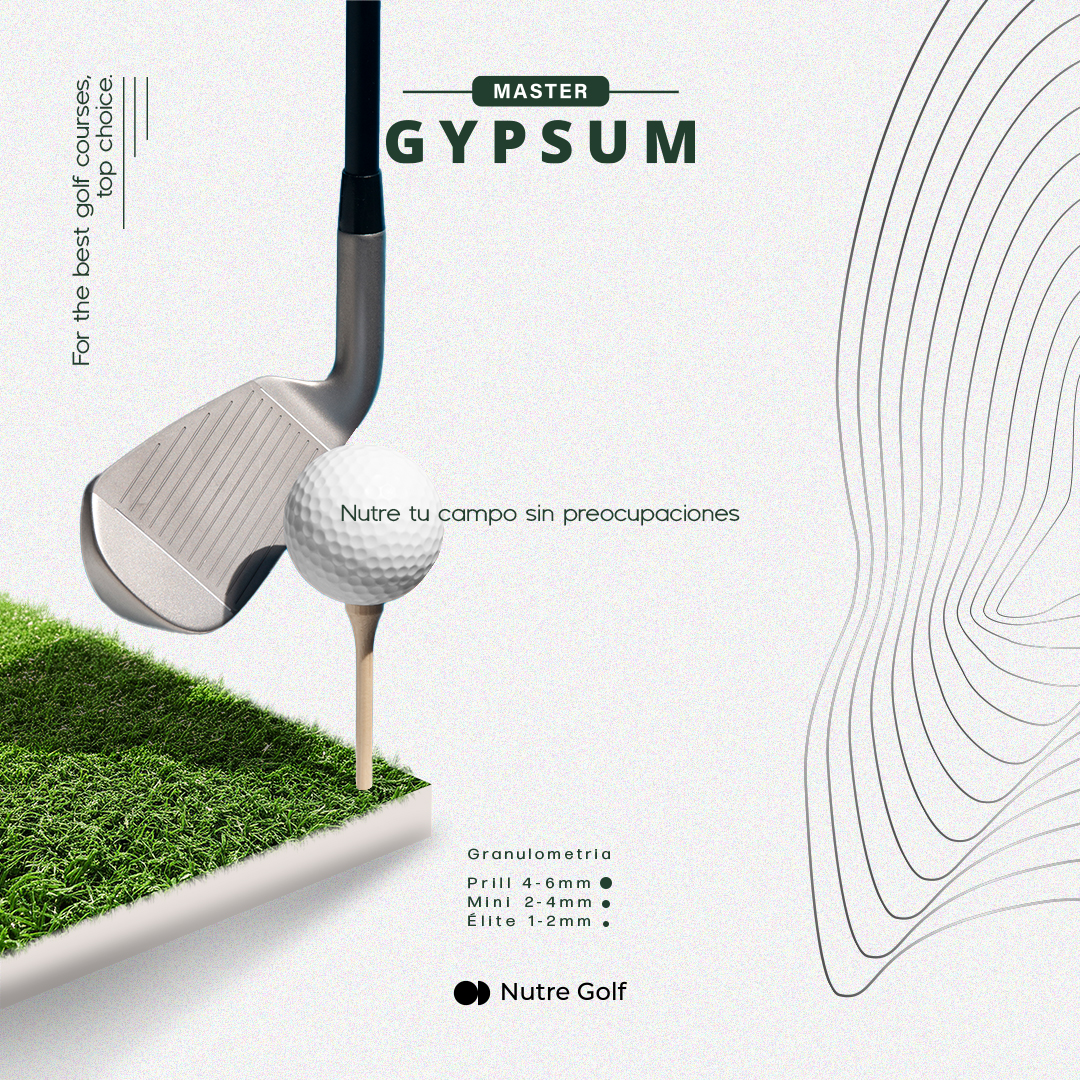 For the best golf courses,
top choice.
MASTER
GYPSUM
Nutre tu campo sin preocupaciones
Granulometria
Prill 4-6mm
Mini 2-4mm
Élite 1-2mm
Nutre Golf